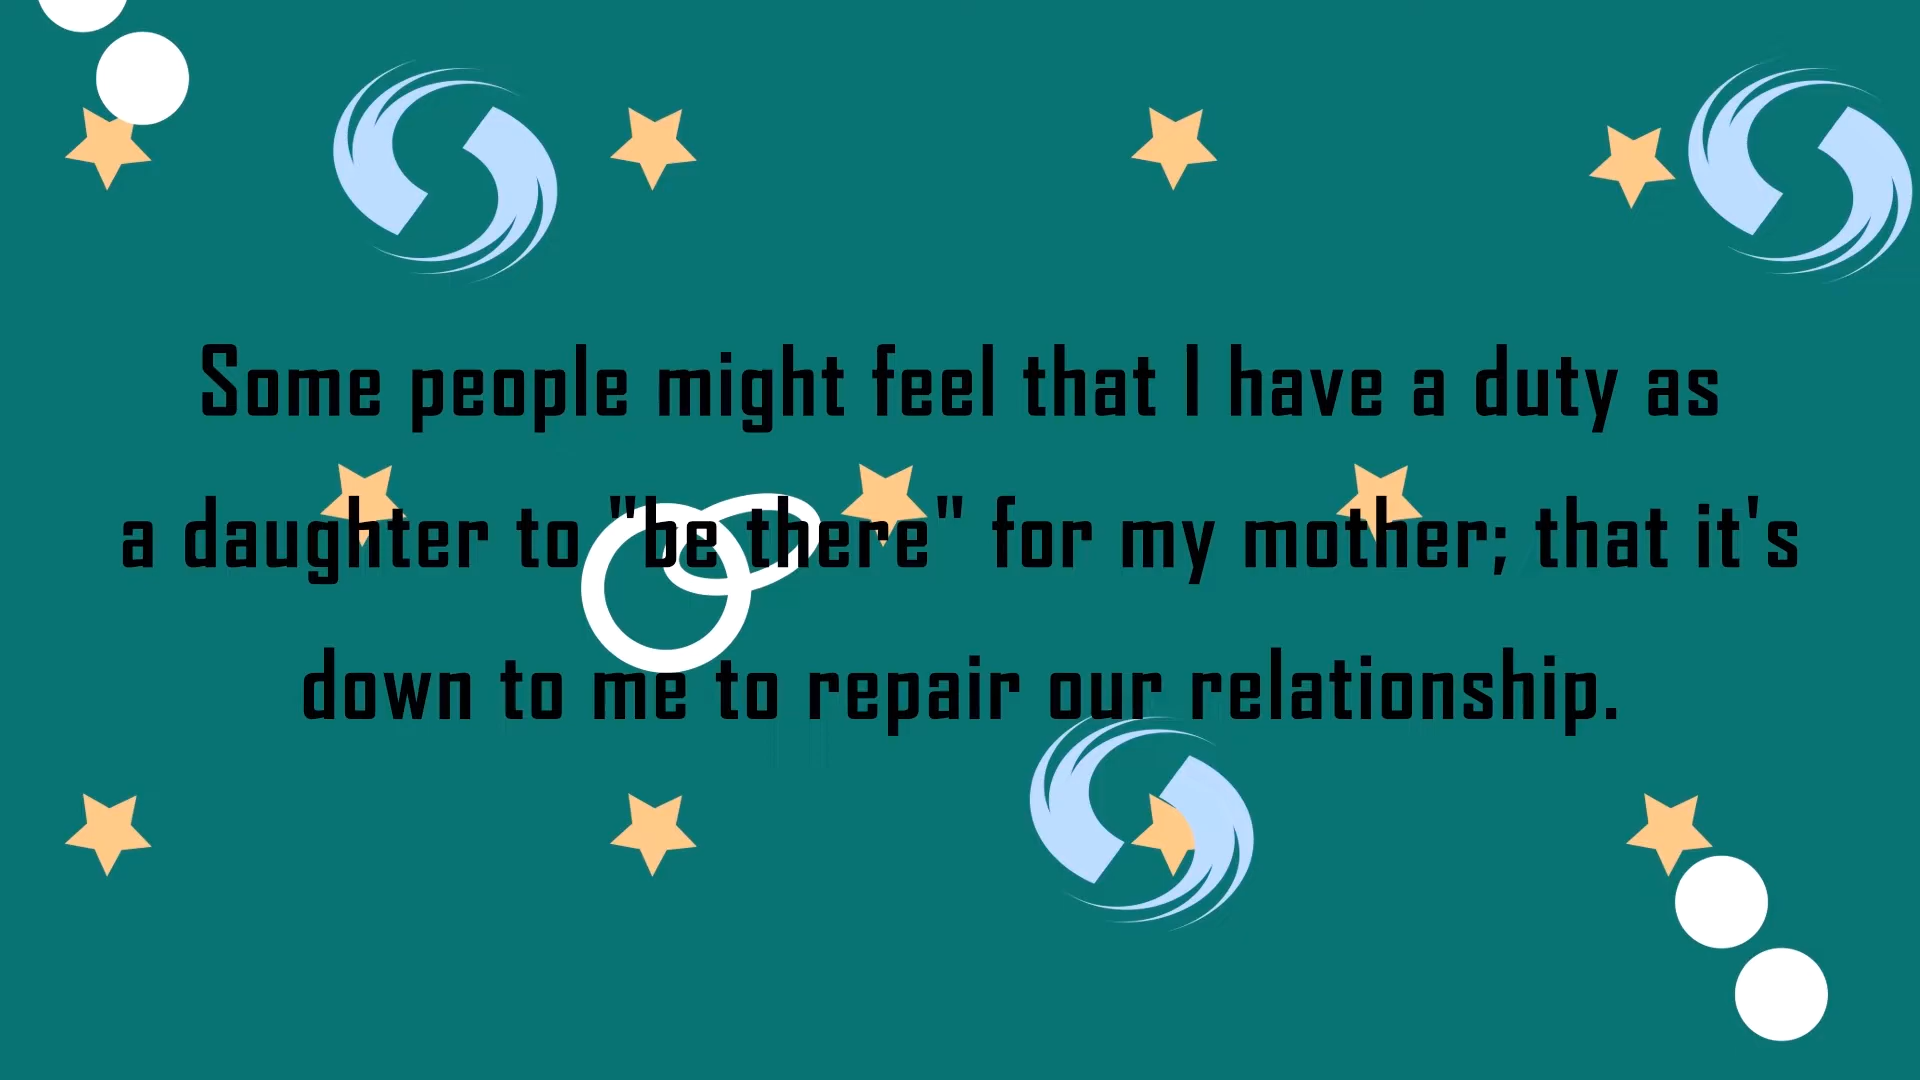 Some people might feel that I have a duty as
a daughter to "be there" for my mother; that it's
down to me to repair our relationship.